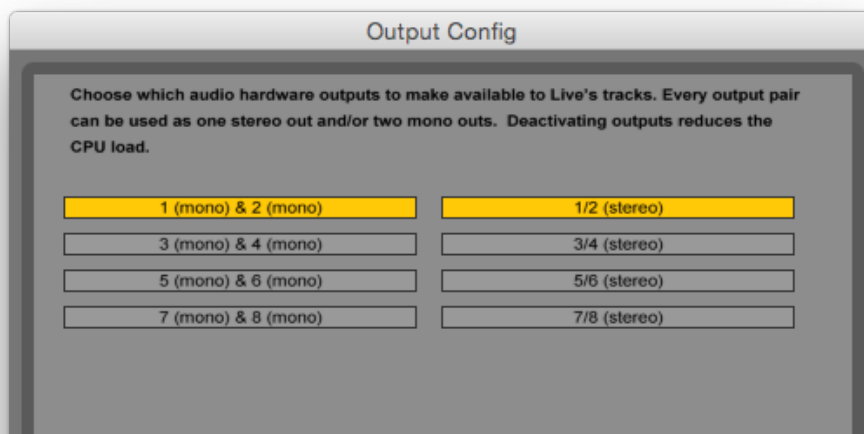 Output Config
Choose which audio hardware outputs to make available to Live's tracks. Every output pair
can be used as one stereo out and/or two mono outs.  Deactivating outputs reduces the
CPU load.
1 (mono) & 2 (mono)
1/2 (stereo)
3 (mono) & 4 (mono)
3/4 (stereo)
5 (mono) & 6 (mono)
5/6 (stereo)
7 (mono) & 8 (mono)
7/8 (stereo)